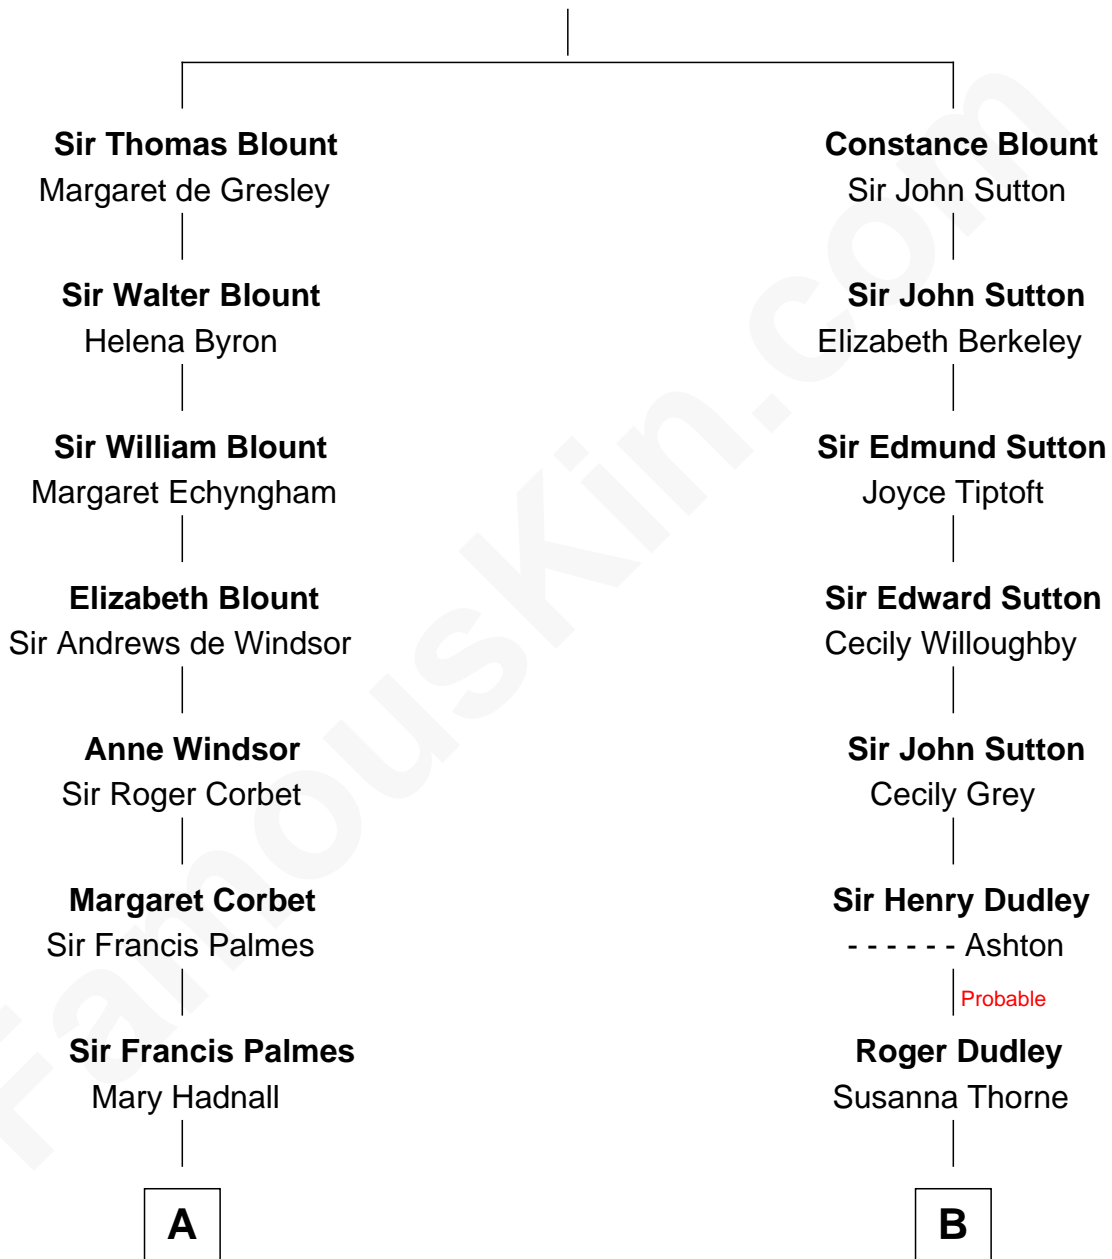 Sir Thomas Blount
Margaret de Gresley
Sir Walter Blount
Helena Byron
Sir William Blount
Margaret Echyngham
Elizabeth Blount
Sir Andrews de Windsor
Anne Windsor
Sir Roger Corbet
Margaret Corbet
Sir Francis Palmes
Sir Francis Palmes
Mary Hadnall
A
Constance Blount
Sir John Sutton
Sir John Sutton
Elizabeth Berkeley
Sir Edmund Sutton
Joyce Tiptoft
Sir Edward Sutton
Cecily Willoughby
Sir John Sutton
Cecily Grey
Sir Henry Dudley
- - - - - - Ashton
Probable
Roger Dudley
Susanna Thorne
B
FamousKin.com